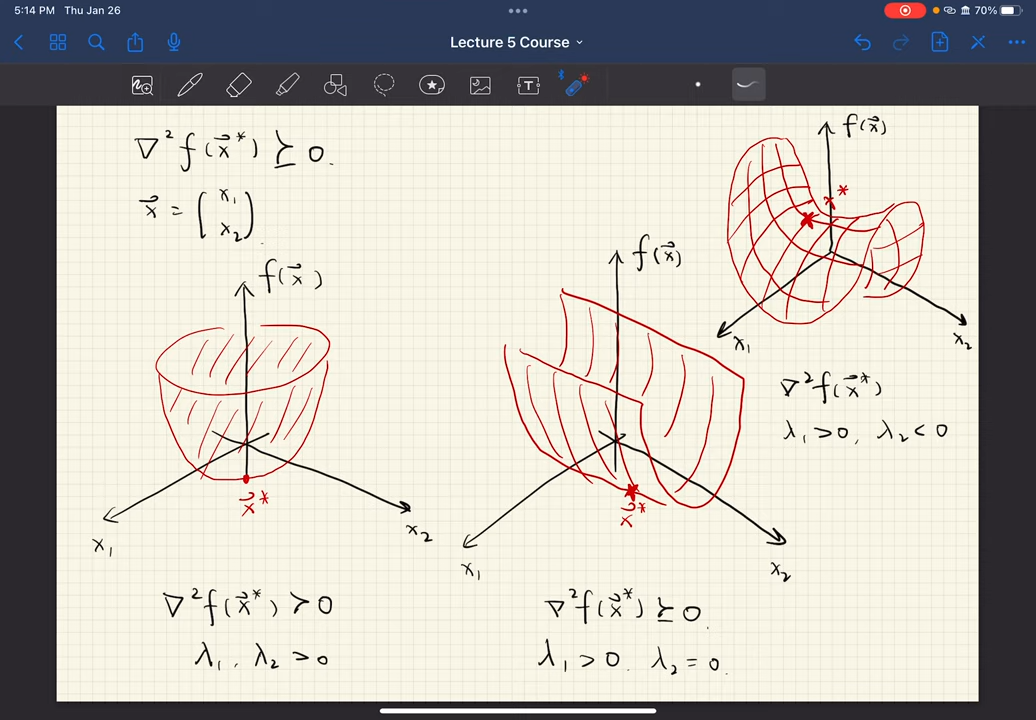 5:14 PM Thu Jan 26
70%
Lecture 5 Course
T
∇²f(x⃗*) ⪰ 0.
x⃗ = (x₁
x₂).
f(x⃗)
x₁
x₂
x⃗*
∇²f(x⃗*) ≻ 0
λ₁, λ₂ > 0
f(x⃗)
x₁
x₂
x⃗*
∇²f(x⃗*) ⪰ 0.
λ₁ > 0. λ₂ = 0.
f(x⃗)
x⃗*
x₁
x₂
∇²f(x⃗*)
λ₁ > 0, λ₂ < 0